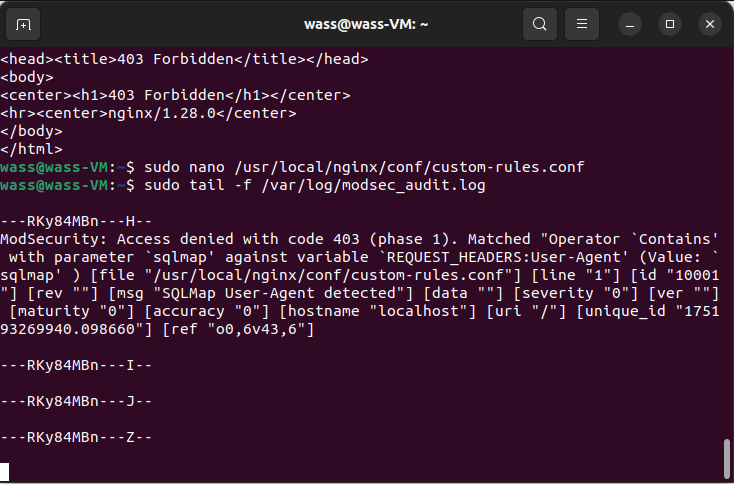 wass@wass-VM: ~
<head><title>403 Forbidden</title></head>
<body>
<center><h1>403 Forbidden</h1></center>
<hr><center>nginx/1.28.0</center>
</body>
</html>
wass@wass-VM:~$ sudo nano /usr/local/nginx/conf/custom-rules.conf
wass@wass-VM:~$ sudo tail -f /var/log/modsec_audit.log
---RKy84MBn---H--
ModSecurity: Access denied with code 403 (phase 1). Matched "Operator `Contains'
 with parameter `sqlmap' against variable `REQUEST_HEADERS:User-Agent' (Value: `
sqlmap' ) [file "/usr/local/nginx/conf/custom-rules.conf"] [line "1"] [id "10001
"] [rev ""] [msg "SQLMap User-Agent detected"] [data ""] [severity "0"] [ver ""]
 [maturity "0"] [accuracy "0"] [hostname "localhost"] [uri "/"] [unique_id "1751
93269940.098660"] [ref "o0,6v43,6"]
---RKy84MBn---I--
---RKy84MBn---J--
---RKy84MBn---Z--